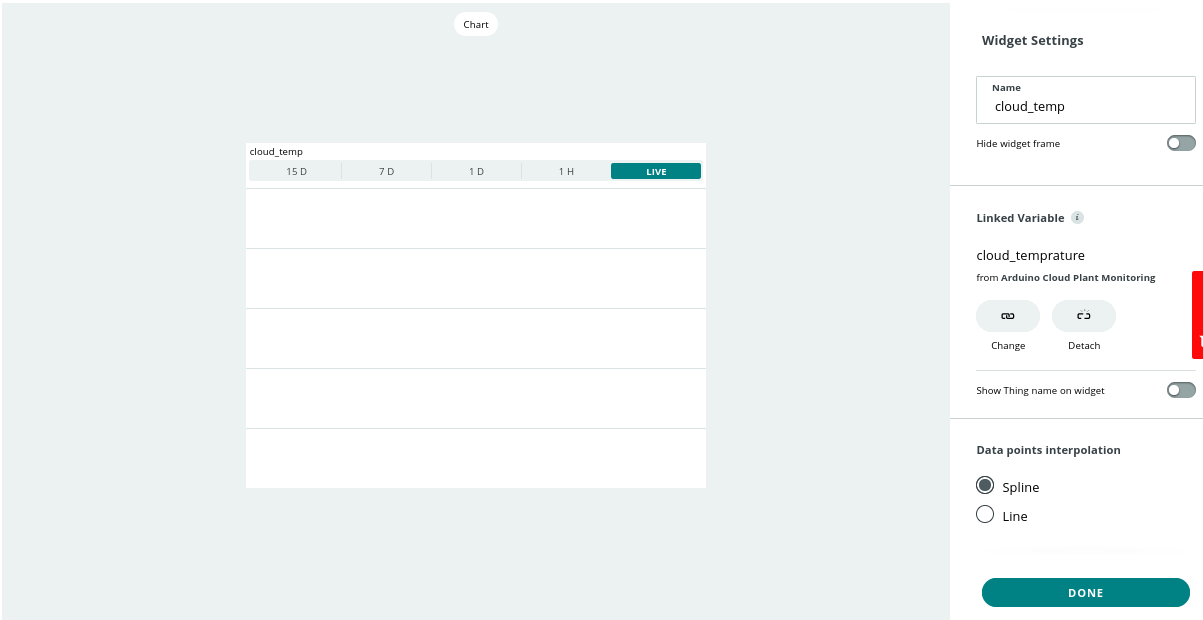 Chart
cloud_temp
15 D
7 D
1 D
1 H
LIVE
Widget Settings
Name
cloud_temp
Hide widget frame
Linked Variable i
cloud_temprature
from Arduino Cloud Plant Monitoring
Change
Detach
Show Thing name on widget
Data points interpolation
Spline
Line
DONE